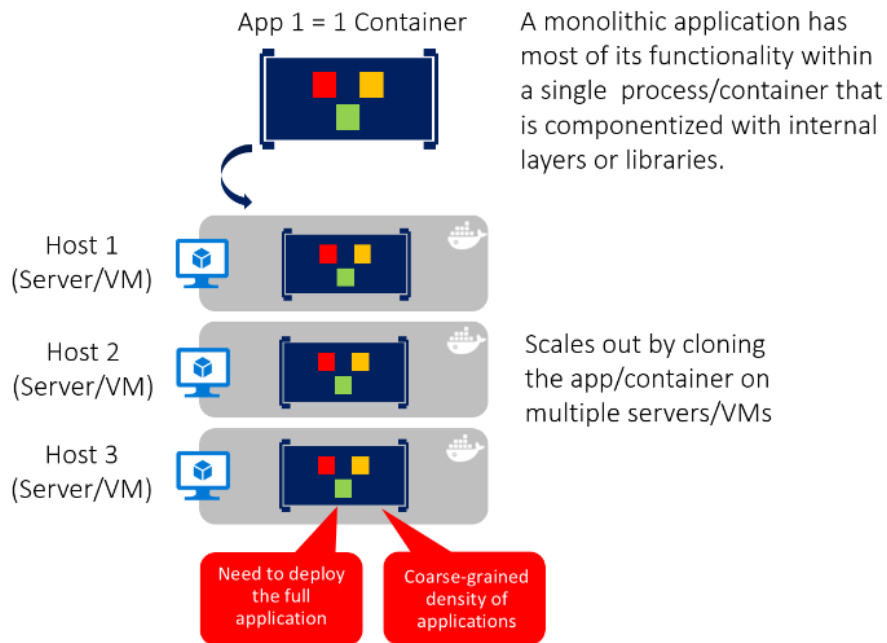 App 1 = 1 Container
A monolithic application has
most of its functionality within
a single process/container that
is componentized with internal
layers or libraries.
Host 1
(Server/VM)
Host 2
(Server/VM)
Scales out by cloning
the app/container on
multiple servers/VMs
Host 3
(Server/VM)
Need to deploy
the full
application
Coarse-grained
density of
applications